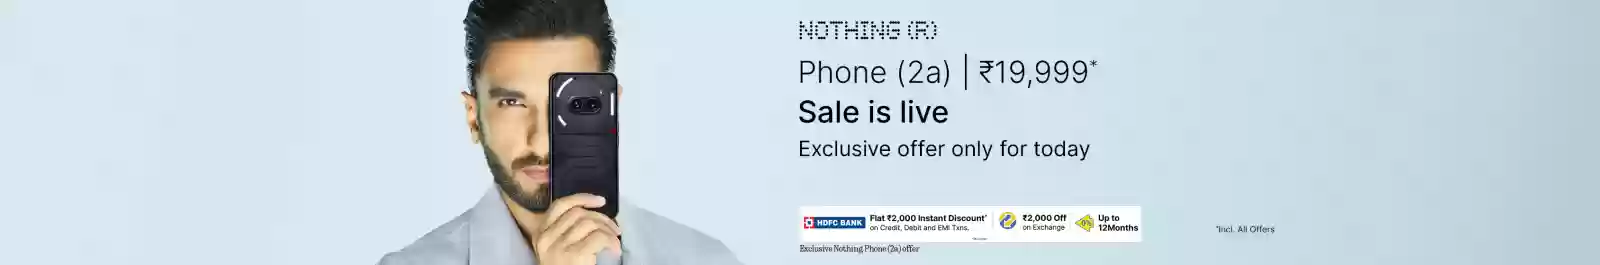 NOTHING (R)
Phone (2a) | ₹19,999*
Sale is live
Exclusive offer only for today
HDFC BANK
Flat ₹2,000 Instant Discount*
on Credit, Debit and EMI Txns.
₹2,000 Off
on Exchange
0%
Up to
12Months
*Incl. All Offers
Exclusive Nothing Phone (2a) offer